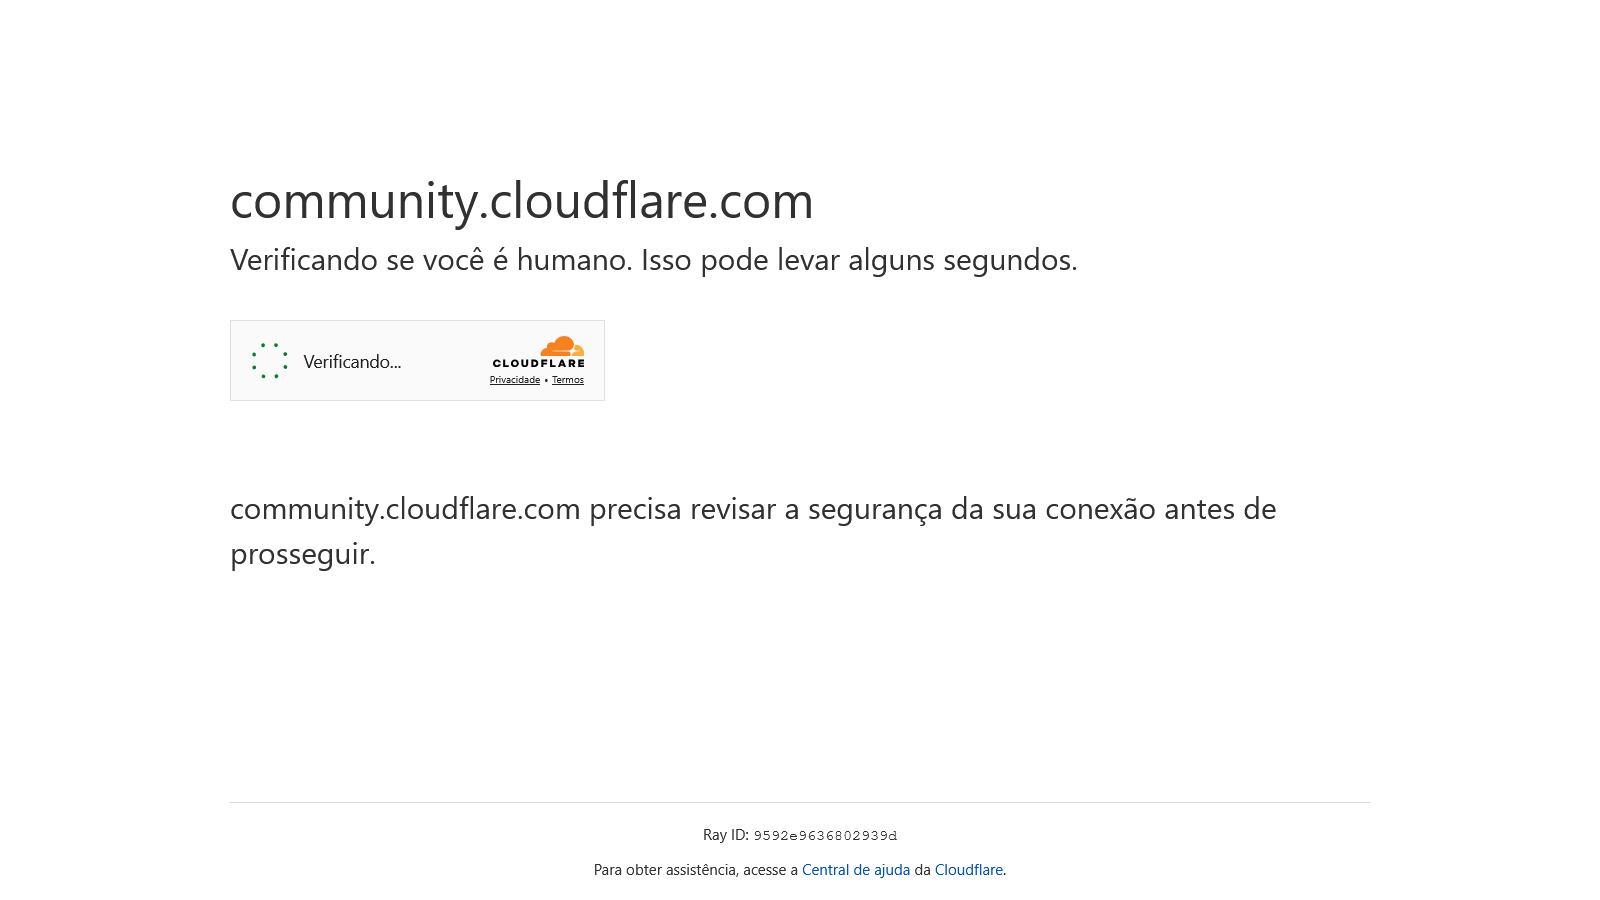 community.cloudflare.com
Verificando se você é humano. Isso pode levar alguns segundos.
Verificando...
CLOUDFLARE
Privacidade • Termos
community.cloudflare.com precisa revisar a segurança da sua conexão antes de
prosseguir.
Ray ID: 9592e9636802939d
Para obter assistência, acesse a Central de ajuda da Cloudflare.